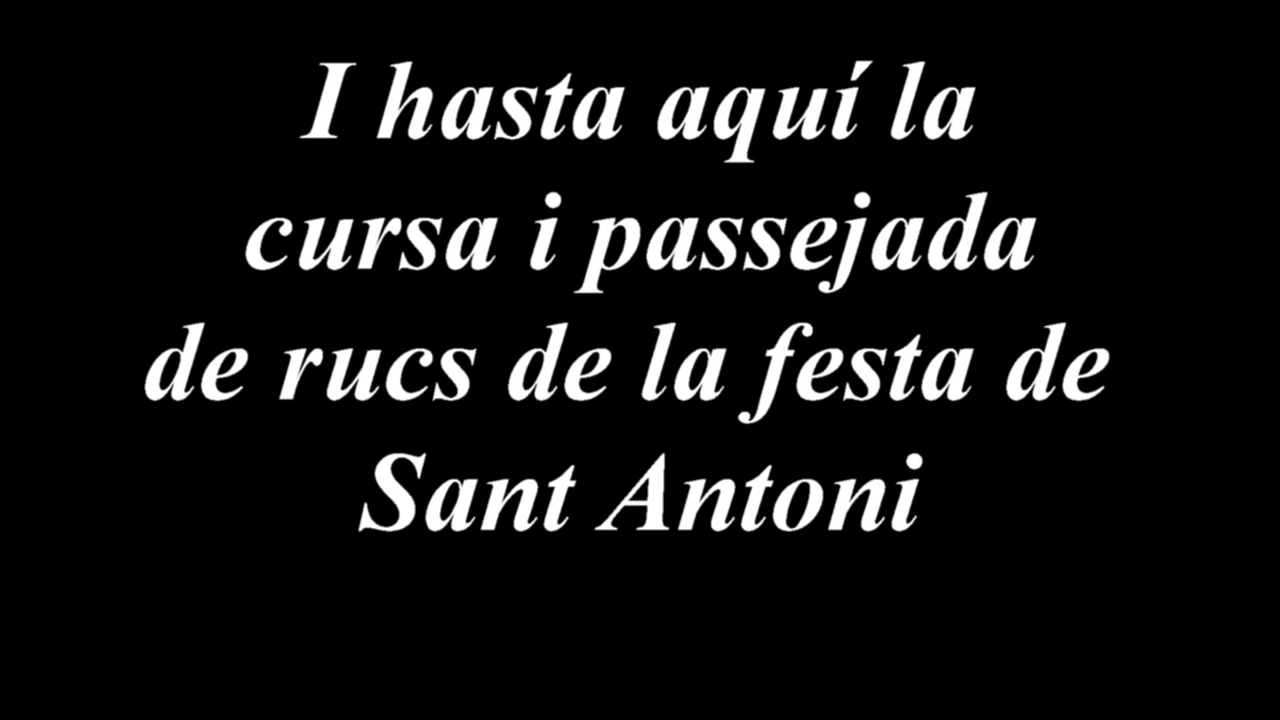 I hasta aquí la
cursa i passejada
de rucs de la festa de
Sant Antoni